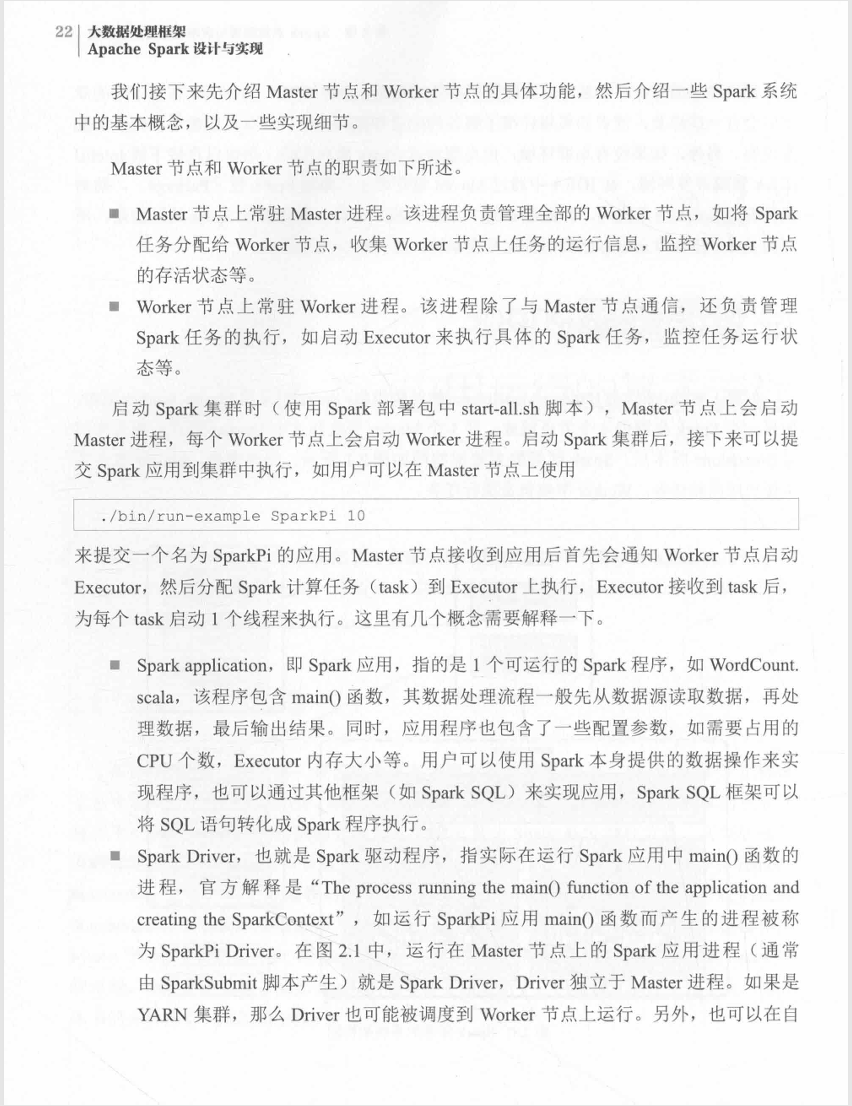 22 大数据处理框架
Apache Spark 设计与实现
我们接下来先介绍 Master 节点和 Worker 节点的具体功能，然后介绍一些 Spark 系统
中的基本概念，以及一些实现细节。
Master 节点和 Worker 节点的职责如下所述。
■ Master 节点上常驻 Master 进程。该进程负责管理全部的 Worker 节点，如将 Spark
任务分配给 Worker 节点，收集 Worker 节点上任务的运行信息，监控 Worker 节点
的存活状态等。
■ Worker 节点上常驻 Worker 进程。该进程除了与 Master 节点通信，还负责管理
Spark 任务的执行，如启动 Executor 来执行具体的 Spark 任务，监控任务运行状
态等。
启动 Spark 集群时（使用 Spark 部署包中 start-all.sh 脚本），Master 节点上会启动
Master 进程，每个 Worker 节点上会启动 Worker 进程。启动 Spark 集群后，接下来可以提
交 Spark 应用到集群中执行，如用户可以在 Master 节点上使用
./bin/run-example SparkPi 10
来提交一个名为 SparkPi 的应用。Master 节点接收到应用后首先会通知 Worker 节点启动
Executor，然后分配 Spark 计算任务（task）到 Executor 上执行，Executor 接收到 task 后，
为每个 task 启动 1 个线程来执行。这里有几个概念需要解释一下。
■ Spark application，即 Spark 应用，指的是 1 个可运行的 Spark 程序，如 WordCount.
scala，该程序包含 main() 函数，其数据处理流程一般先从数据源读取数据，再处
理数据，最后输出结果。同时，应用程序也包含了一些配置参数，如需要占用的
CPU 个数，Executor 内存大小等。用户可以使用 Spark 本身提供的数据操作来实
现程序，也可以通过其他框架（如 Spark SQL）来实现应用，Spark SQL 框架可以
将 SQL 语句转化成 Spark 程序执行。
■ Spark Driver，也就是 Spark 驱动程序，指实际在运行 Spark 应用中 main() 函数的
进程，官方解释是“The process running the main() function of the application and
creating the SparkContext”，如运行 SparkPi 应用 main() 函数而产生的进程被称
为 SparkPi Driver。在图 2.1 中，运行在 Master 节点上的 Spark 应用进程（通常
由 SparkSubmit 脚本产生）就是 Spark Driver，Driver 独立于 Master 进程。如果是
YARN 集群，那么 Driver 也可能被调度到 Worker 节点上运行。另外，也可以在自